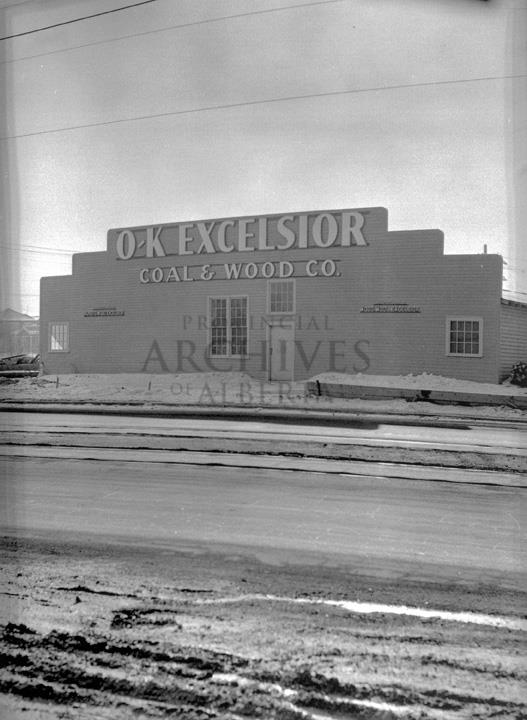 O-K EXCELSIOR
COAL & WOOD CO.
PROVINCIAL
ARCHIVES
OF ALBERTA